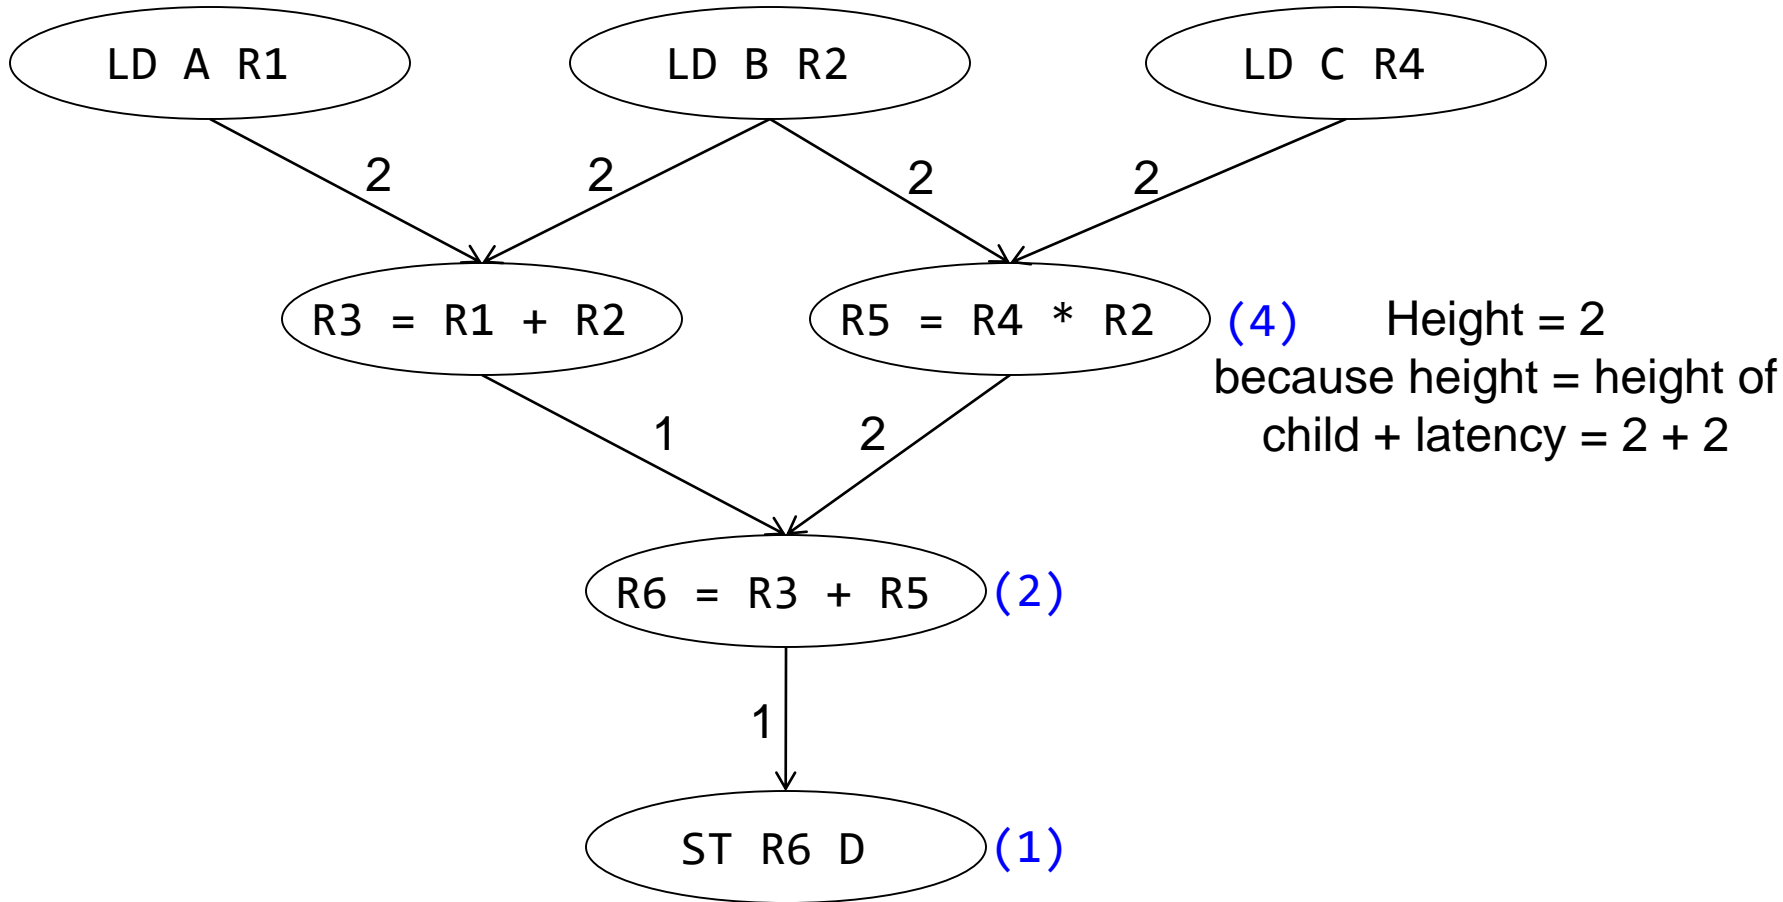 LD A R1
LD B R2
LD C R4
2
2
2
2
R3 = R1 + R2
R5 = R4 * R2
(4)
Height = 2
because height = height of
child + latency = 2 + 2
1
2
R6 = R3 + R5
(2)
1
ST R6 D
(1)